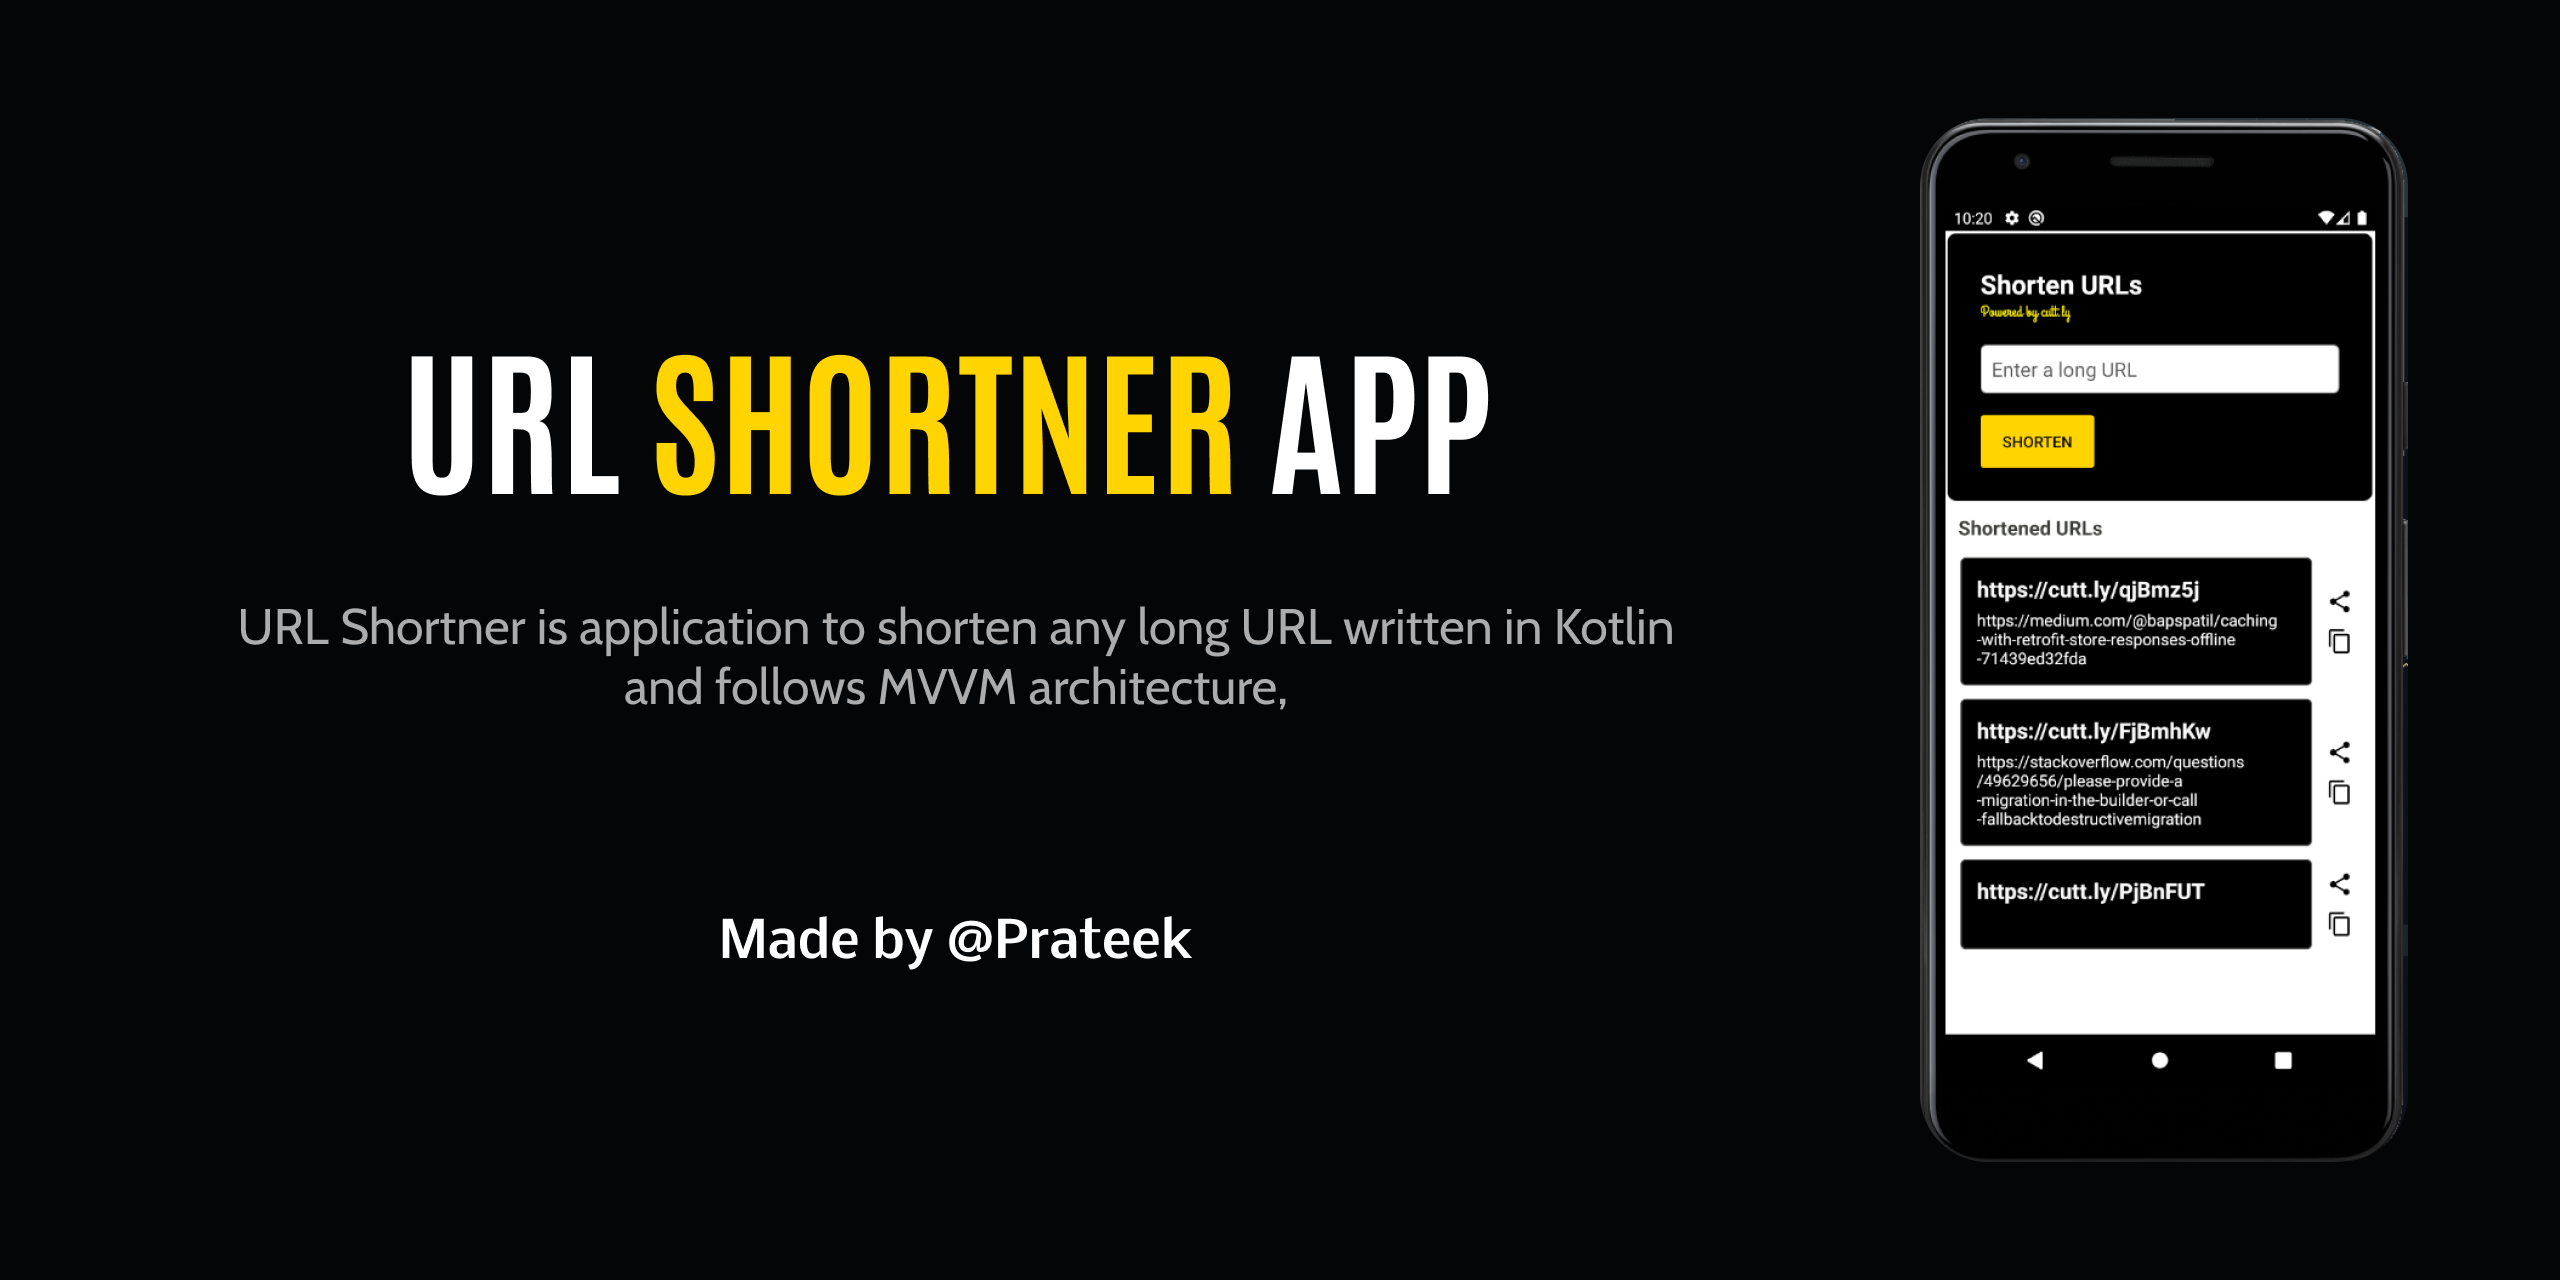 URL SHORTNER APP
URL Shortner is application to shorten any long URL written in Kotlin
and follows MVVM architecture,
Made by @Prateek
10:20
Shorten URLs
Powered by cutt.ly
Enter a long URL
SHORTEN
Shortened URLs
https://cutt.ly/qjBmz5j
https://medium.com/@bapspatil/caching
-with-retrofit-store-responses-offline
-71439ed32fda
https://cutt.ly/FjBmhKw
https://stackoverflow.com/questions
/49629656/please-provide-a
-migration-in-the-builder-or-call
-fallbacktodestructivemigration
https://cutt.ly/PjBnFUT